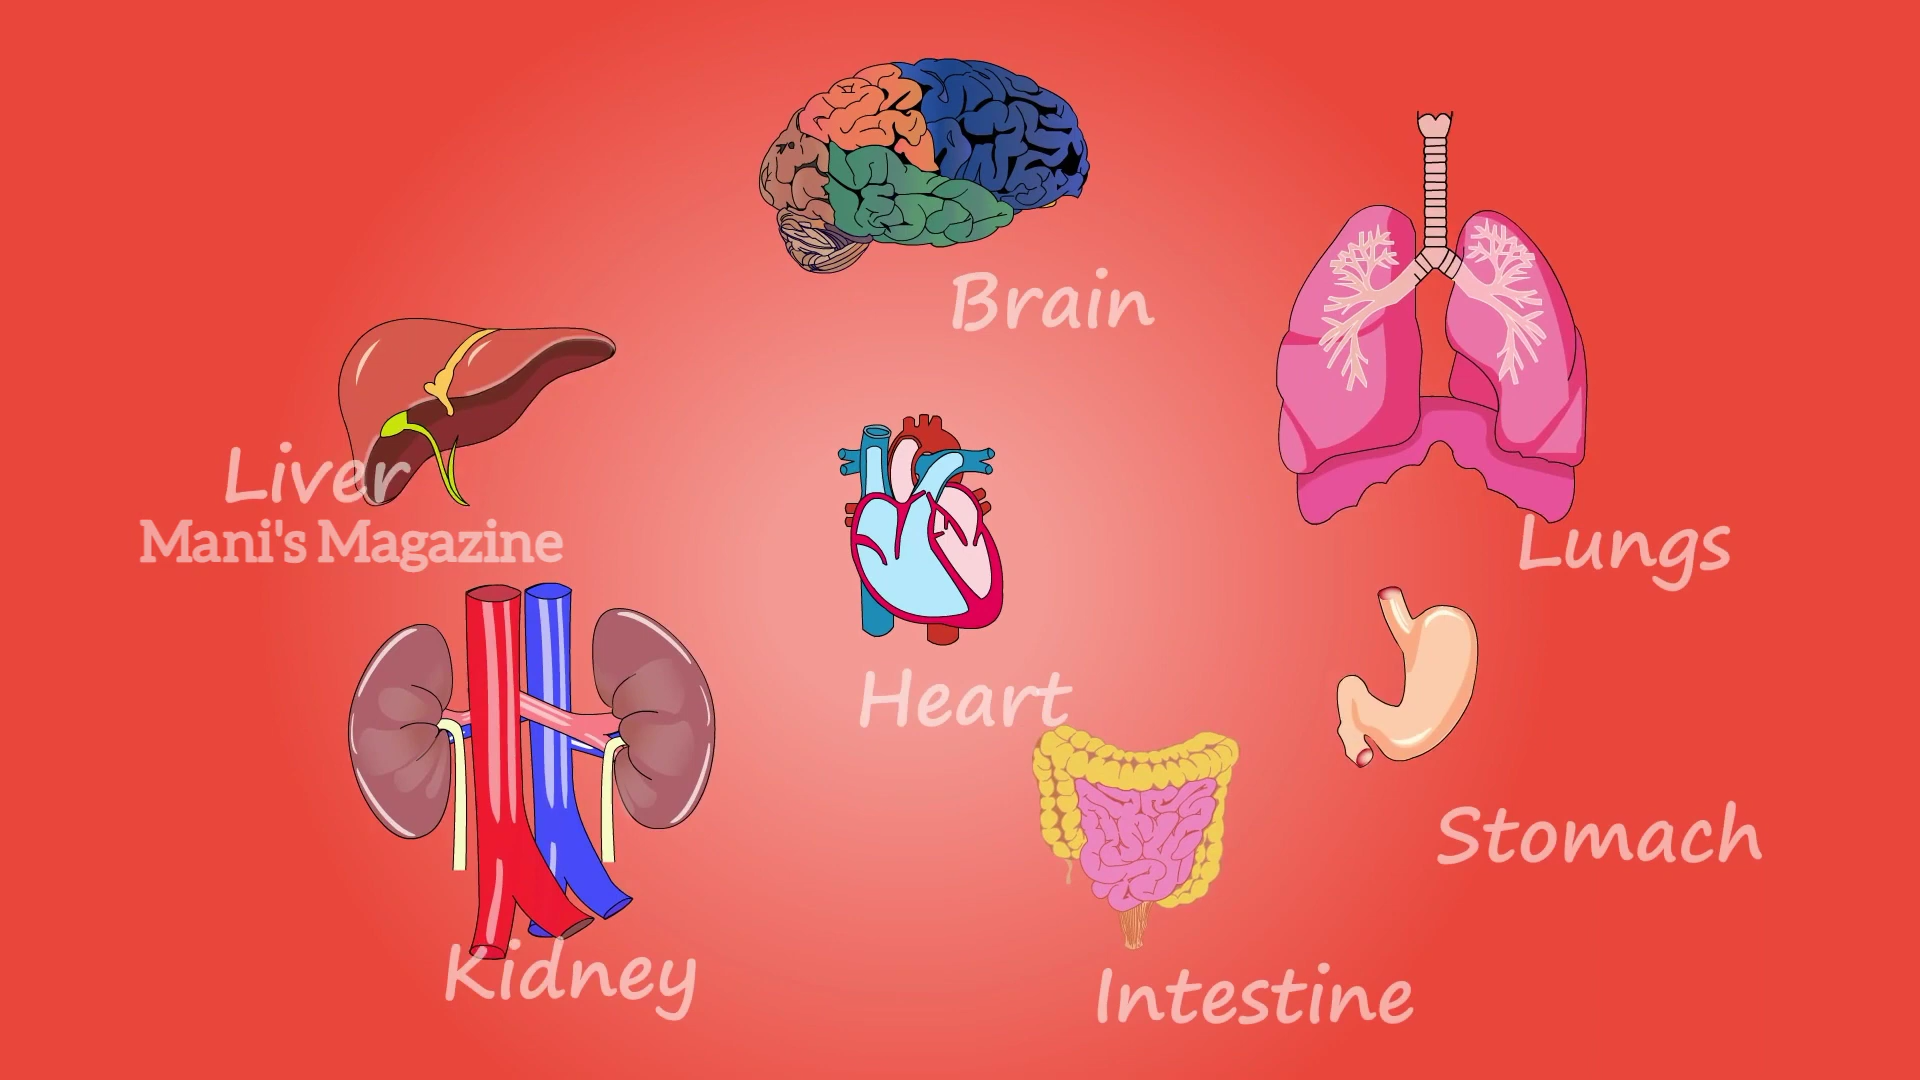 Brain
Liver
Mani's Magazine
Lungs
Heart
Stomach
Kidney
Intestine